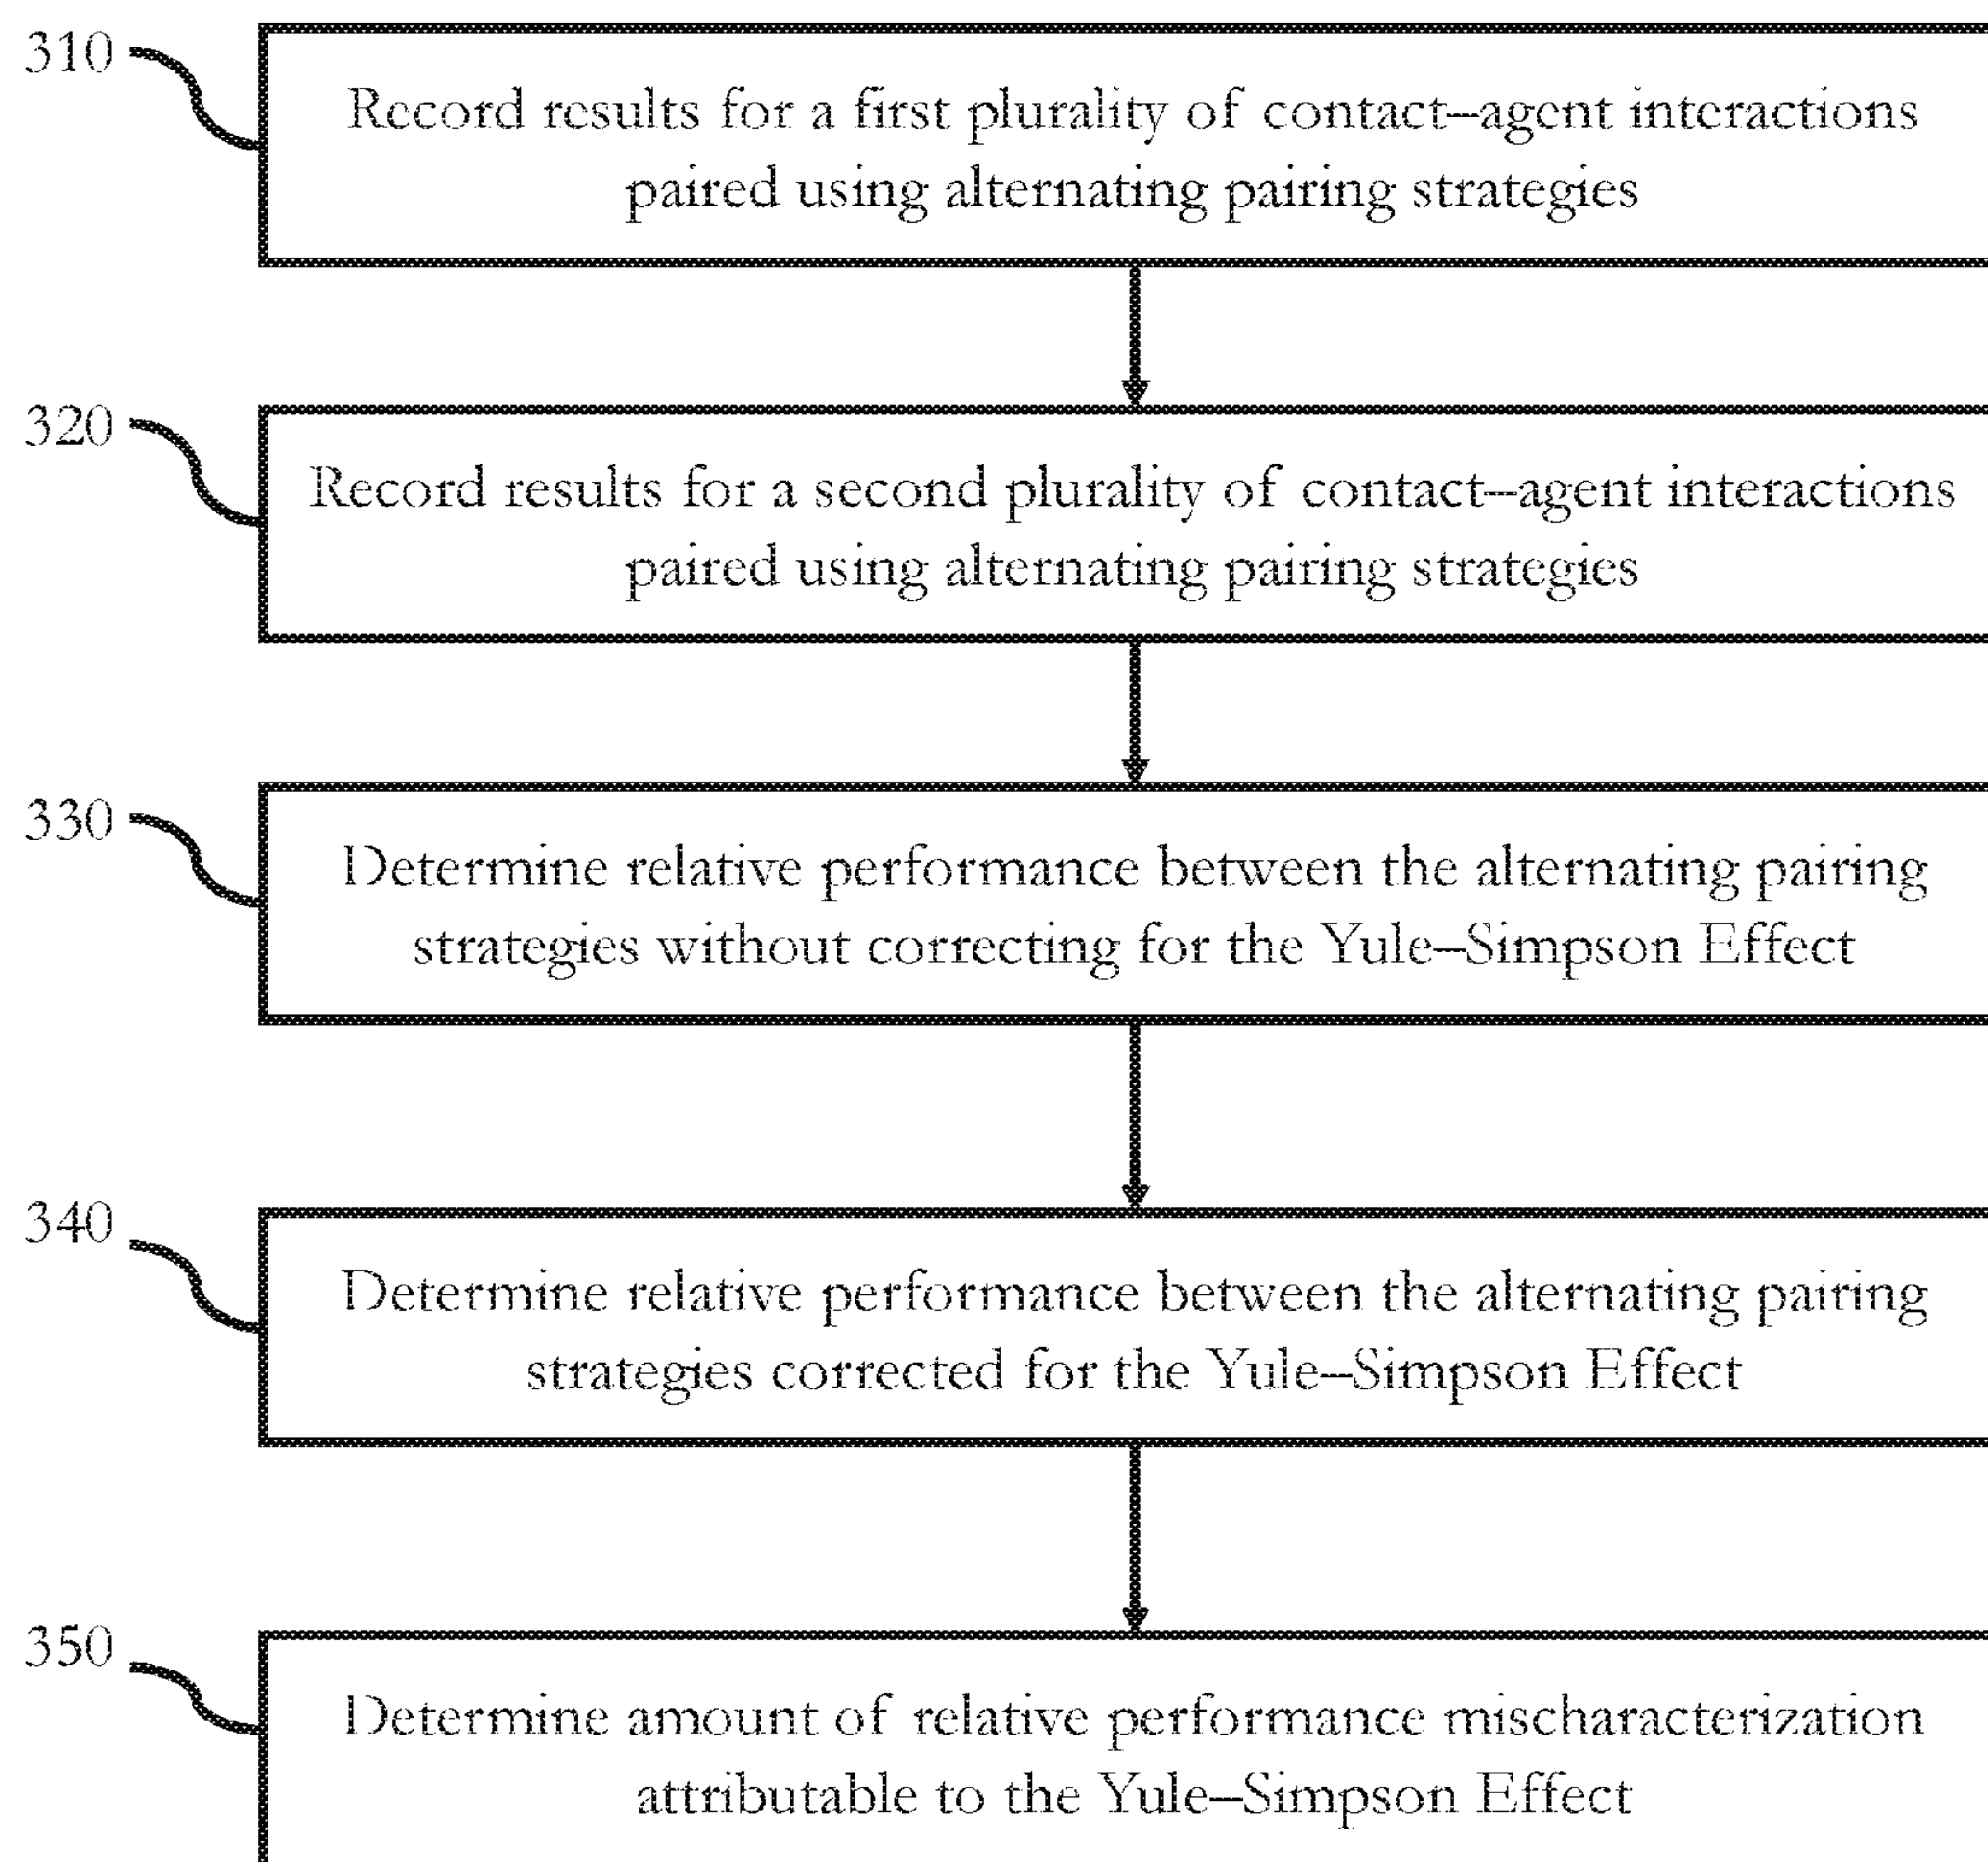 310
Record results for a first plurality of contact–agent interactions
paired using alternating pairing strategies
320
Record results for a second plurality of contact–agent interactions
paired using alternating pairing strategies
330
Determine relative performance between the alternating pairing
strategies without correcting for the Yule–Simpson Effect
340
Determine relative performance between the alternating pairing
strategies corrected for the Yule–Simpson Effect
350
Determine amount of relative performance mischaracterization
attributable to the Yule–Simpson Effect